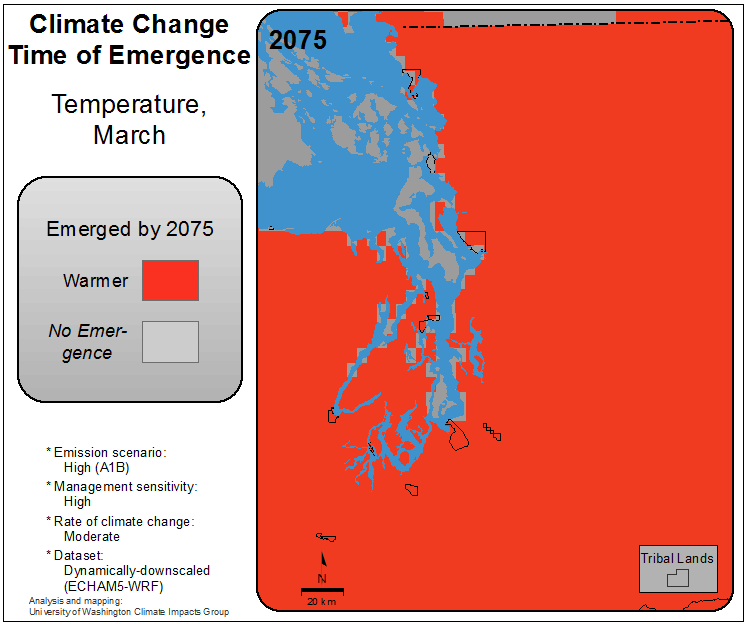 Climate Change
Time of Emergence
Temperature,
March
Emerged by 2075
Warmer
No Emer-
gence
* Emission scenario:
High (A1B)
* Management sensitivity:
High
* Rate of climate change:
Moderate
* Dataset:
Dynamically-downscaled
(ECHAM5-WRF)
Analysis and mapping:
University of Washington Climate Impacts Group
2075
N
20 km
Tribal Lands